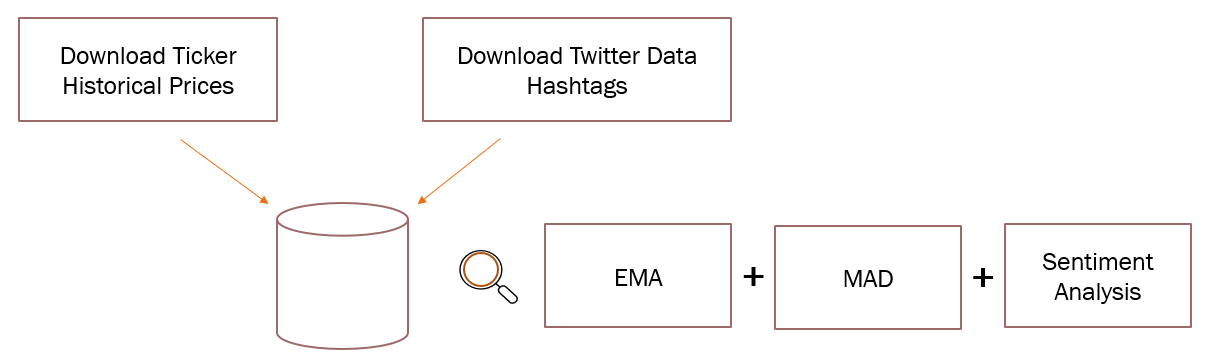 Download Ticker
Historical Prices
Download Twitter Data
Hashtags
EMA
+
MAD
+
Sentiment
Analysis